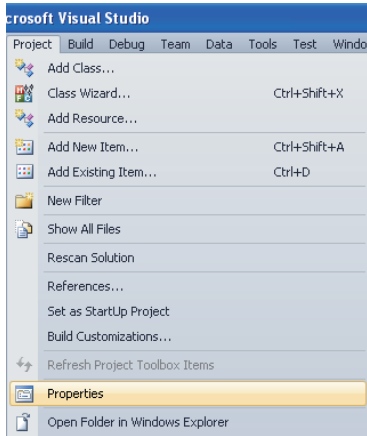 crosoft Visual Studio
Project Build Debug Team Data Tools Test Windo
Add Class...
Class Wizard... Ctrl+Shift+X
Add Resource...
Add New Item... Ctrl+Shift+A
Add Existing Item... Ctrl+D
New Filter
Show All Files
Rescan Solution
References...
Set as StartUp Project
Build Customizations...
Refresh Project Toolbox Items
Properties
Open Folder in Windows Explorer